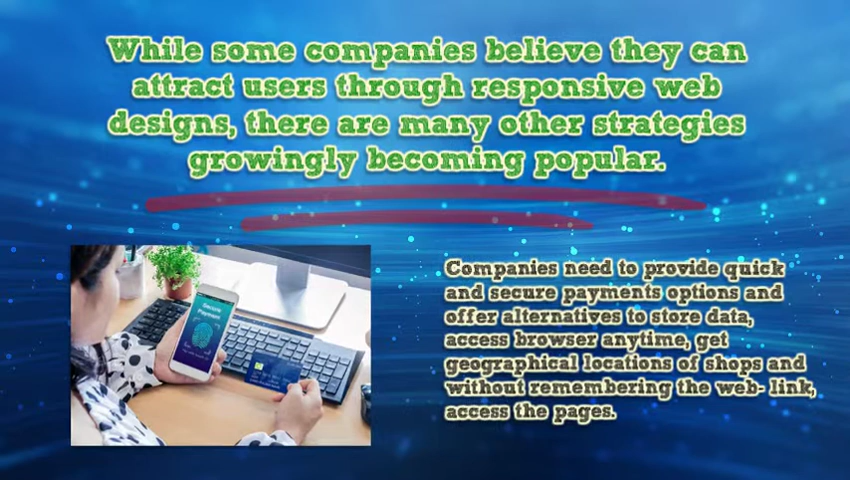 While some companies believe they can
attract users through responsive web
designs, there are many other strategies
growingly becoming popular.
Secure
Payment
Companies need to provide quick
and secure payments options and
offer alternatives to store data,
access browser anytime, get
geographical locations of shops and
without remembering the web- link,
access the pages.